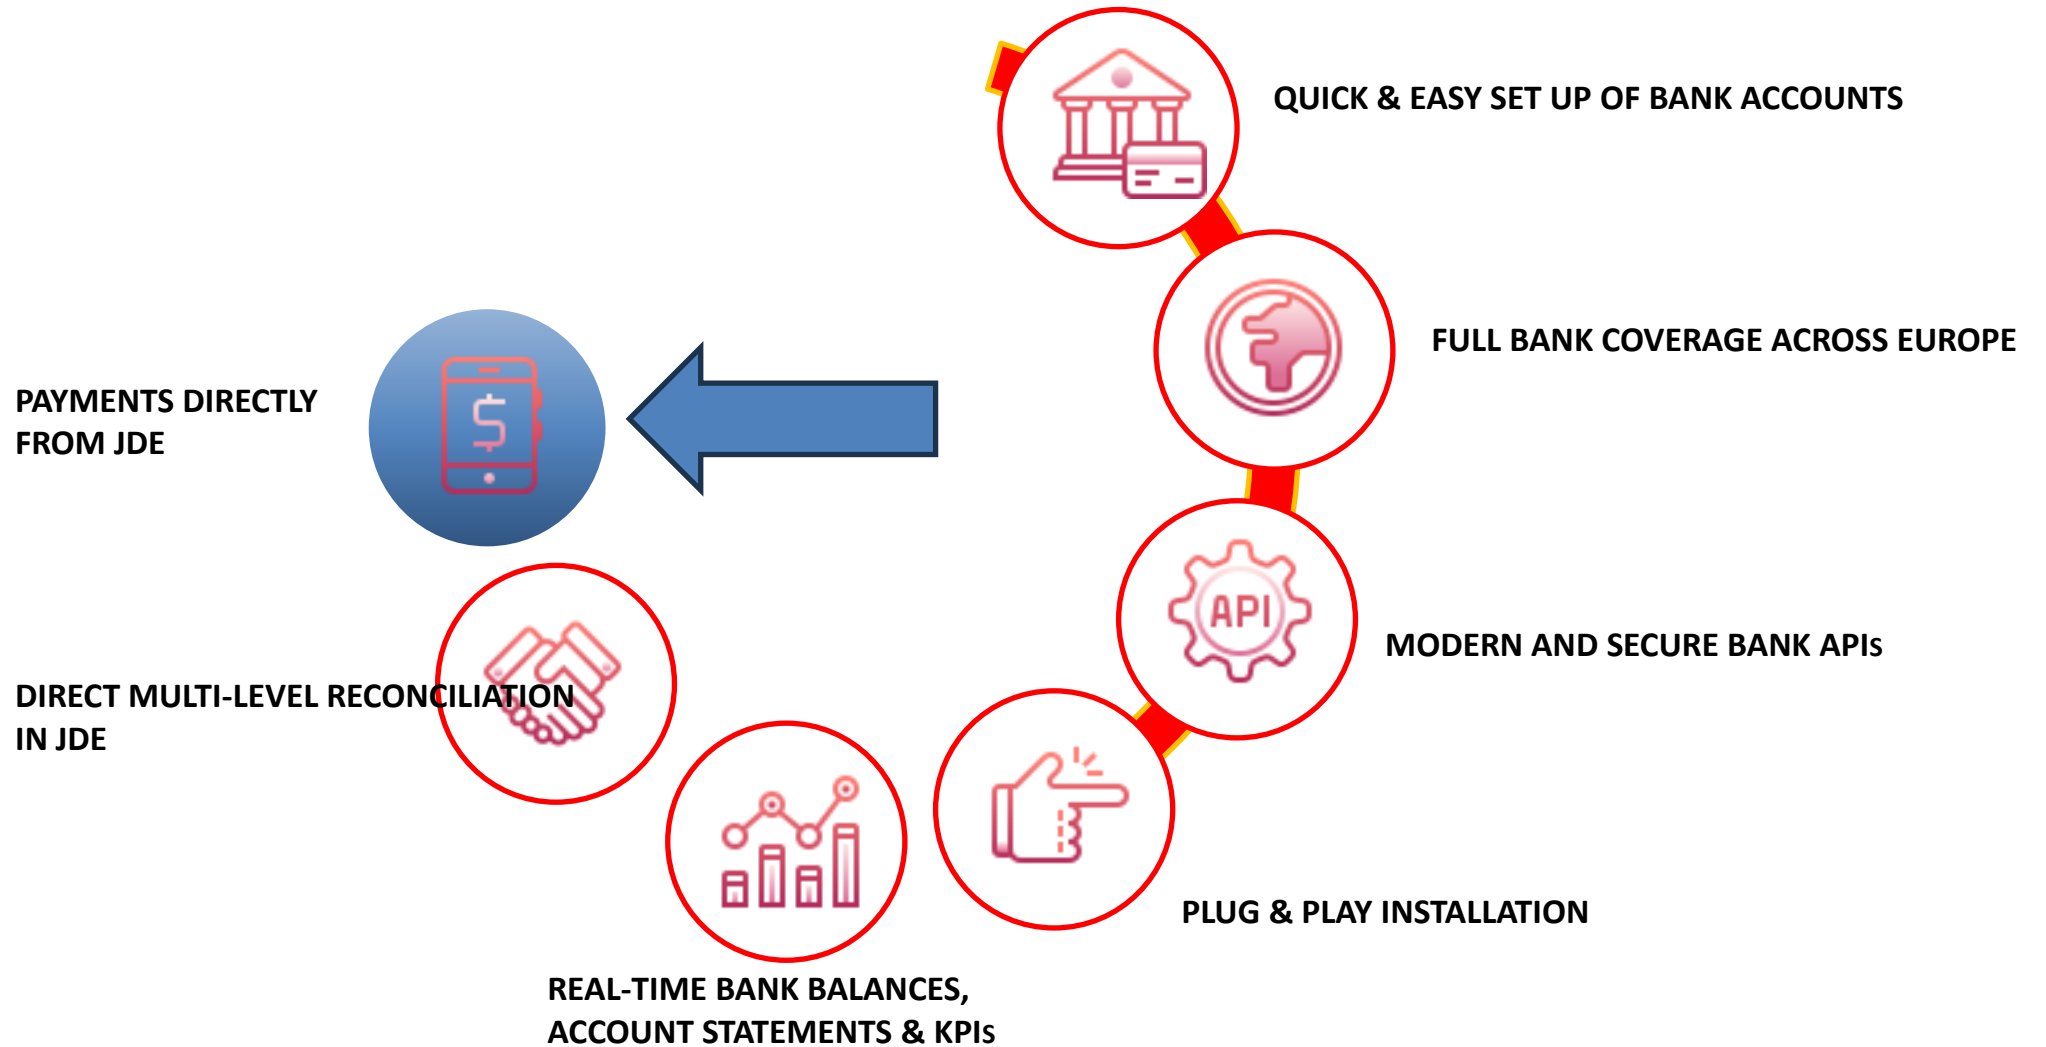 QUICK & EASY SET UP OF BANK ACCOUNTS
FULL BANK COVERAGE ACROSS EUROPE
$
PAYMENTS DIRECTLY
FROM JDE
API
MODERN AND SECURE BANK APIs
DIRECT MULTI-LEVEL RECONCILIATION
IN JDE
PLUG & PLAY INSTALLATION
REAL-TIME BANK BALANCES,
ACCOUNT STATEMENTS & KPIs